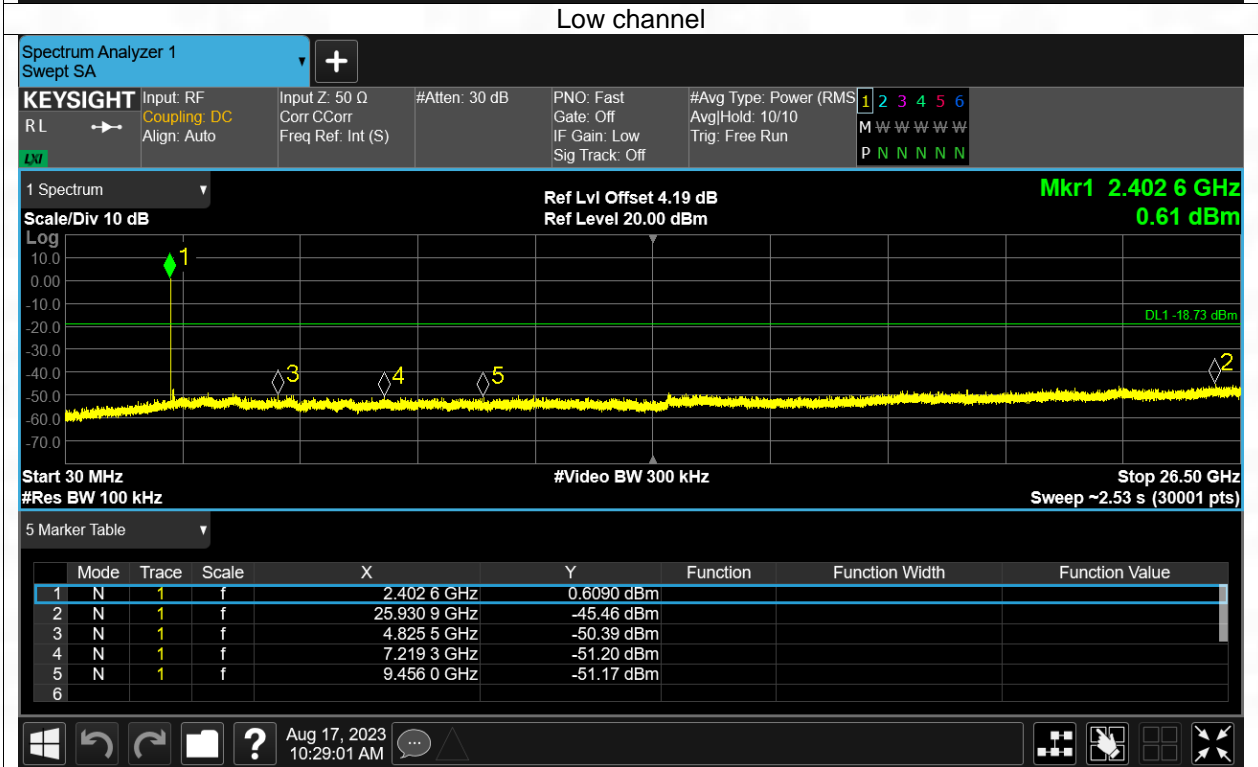 Low channel
Spectrum Analyzer 1
Swept SA
+
KEYSIGHT
R L
LXI
Input: RF
Coupling: DC
Align: Auto
Input Z: 50 Ω
Corr CCorr
Freq Ref: Int (S)
#Atten: 30 dB
PNO: Fast
Gate: Off
IF Gain: Low
Sig Track: Off
#Avg Type: Power (RMS
Avg|Hold: 10/10
Trig: Free Run
1 2 3 4 5 6
M W W W W W
P N N N N N
1 Spectrum
Scale/Div 10 dB
Ref Lvl Offset 4.19 dB
Ref Level 20.00 dBm
Mkr1 2.402 6 GHz
0.61 dBm
Log
10.0
0.00
-10.0
-20.0
-30.0
-40.0
-50.0
-60.0
-70.0
1
DL1 -18.73 dBm
3
4
5
2
Start 30 MHz
#Video BW 300 kHz
Stop 26.50 GHz
#Res BW 100 kHz
Sweep ~2.53 s (30001 pts)
5 Marker Table
Mode Trace Scale X Y Function Function Width Function Value
1 N 1 f 2.402 6 GHz 0.6090 dBm
2 N 1 f 25.930 9 GHz -45.46 dBm
3 N 1 f 4.825 5 GHz -50.39 dBm
4 N 1 f 7.219 3 GHz -51.20 dBm
5 N 1 f 9.456 0 GHz -51.17 dBm
6
?
Aug 17, 2023
10:29:01 AM